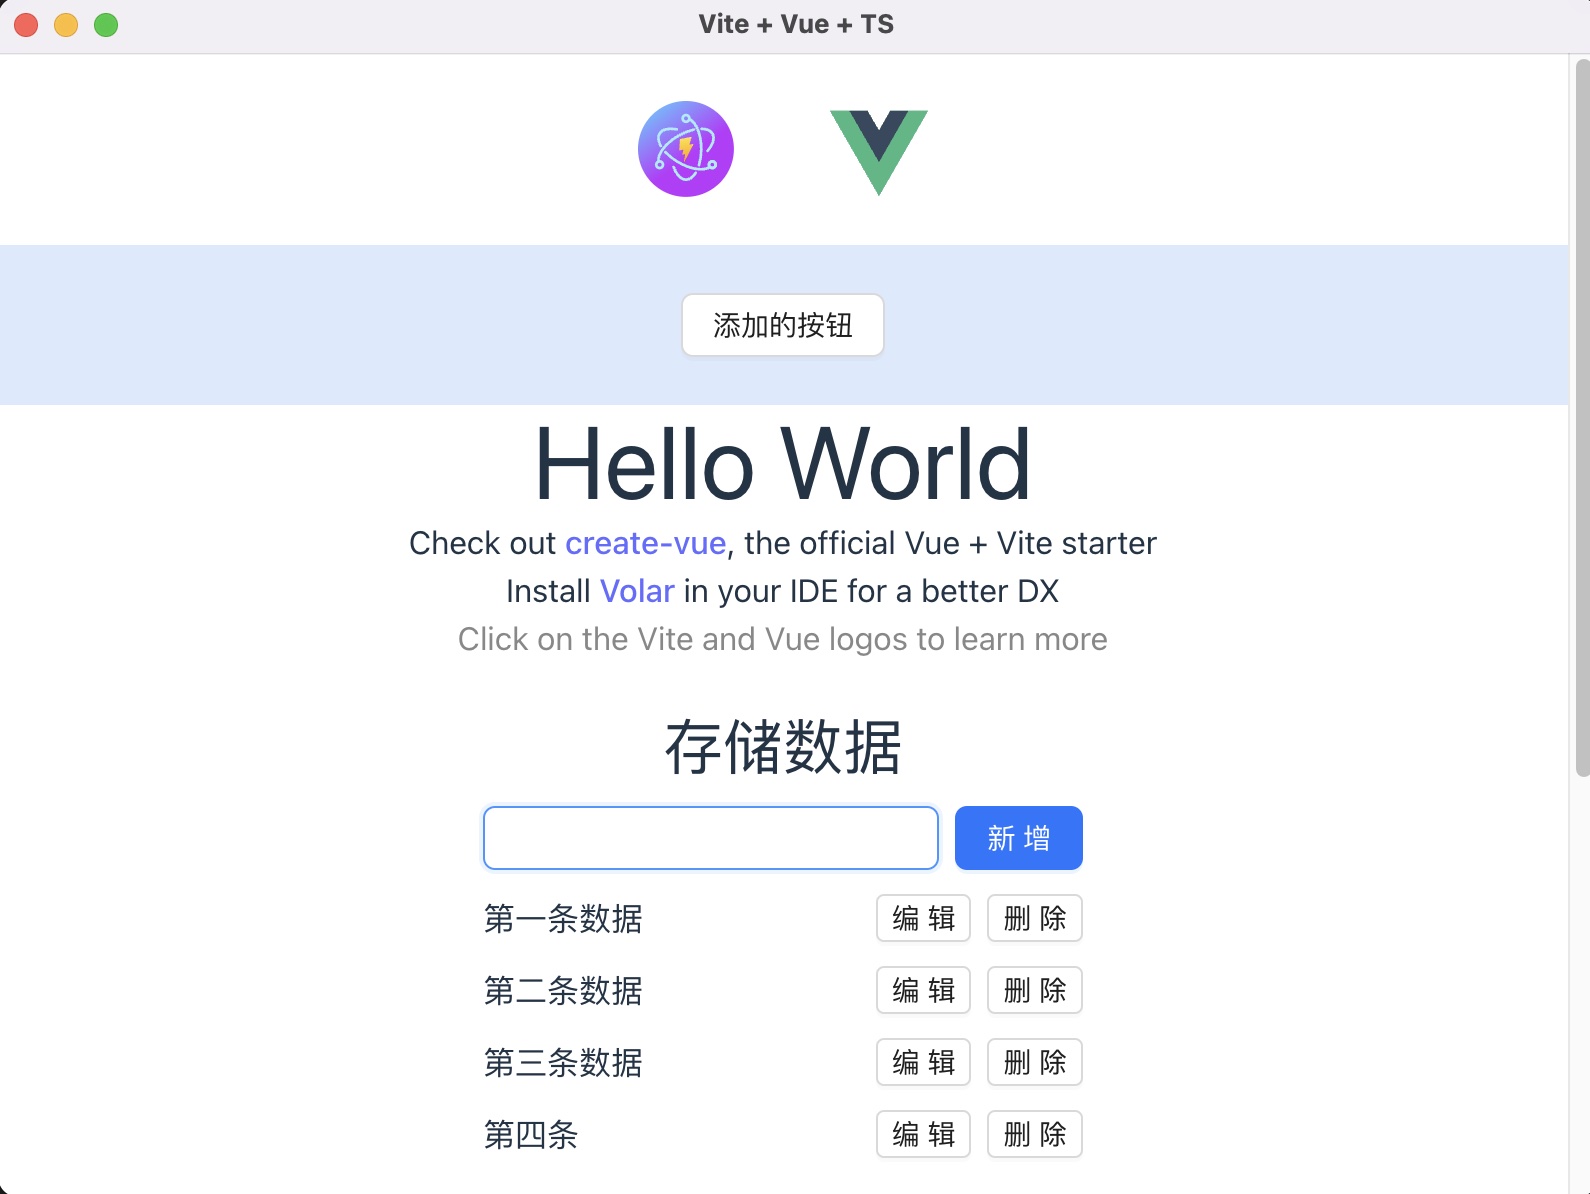 Vite + Vue + TS
添加的按钮
Hello World
Check out create-vue, the official Vue + Vite starter
Install Volar in your IDE for a better DX
Click on the Vite and Vue logos to learn more
存储数据
新 增
第一条数据 编 辑 删 除
第二条数据 编 辑 删 除
第三条数据 编 辑 删 除
第四条 编 辑 删 除